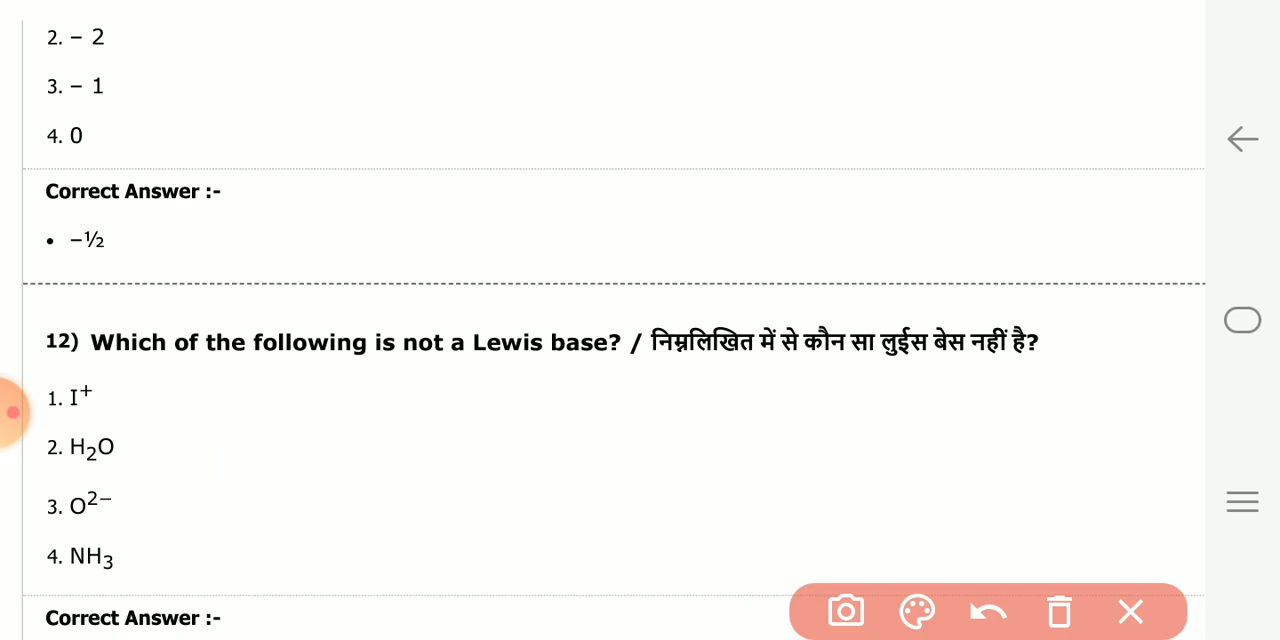 2. − 2
3. − 1
4. 0
Correct Answer :-
• −½
12) Which of the following is not a Lewis base? / निम्नलिखित में से कौन सा लुईस बेस नहीं है?
1. I⁺
2. H₂O
3. O²⁻
4. NH₃
Correct Answer :-